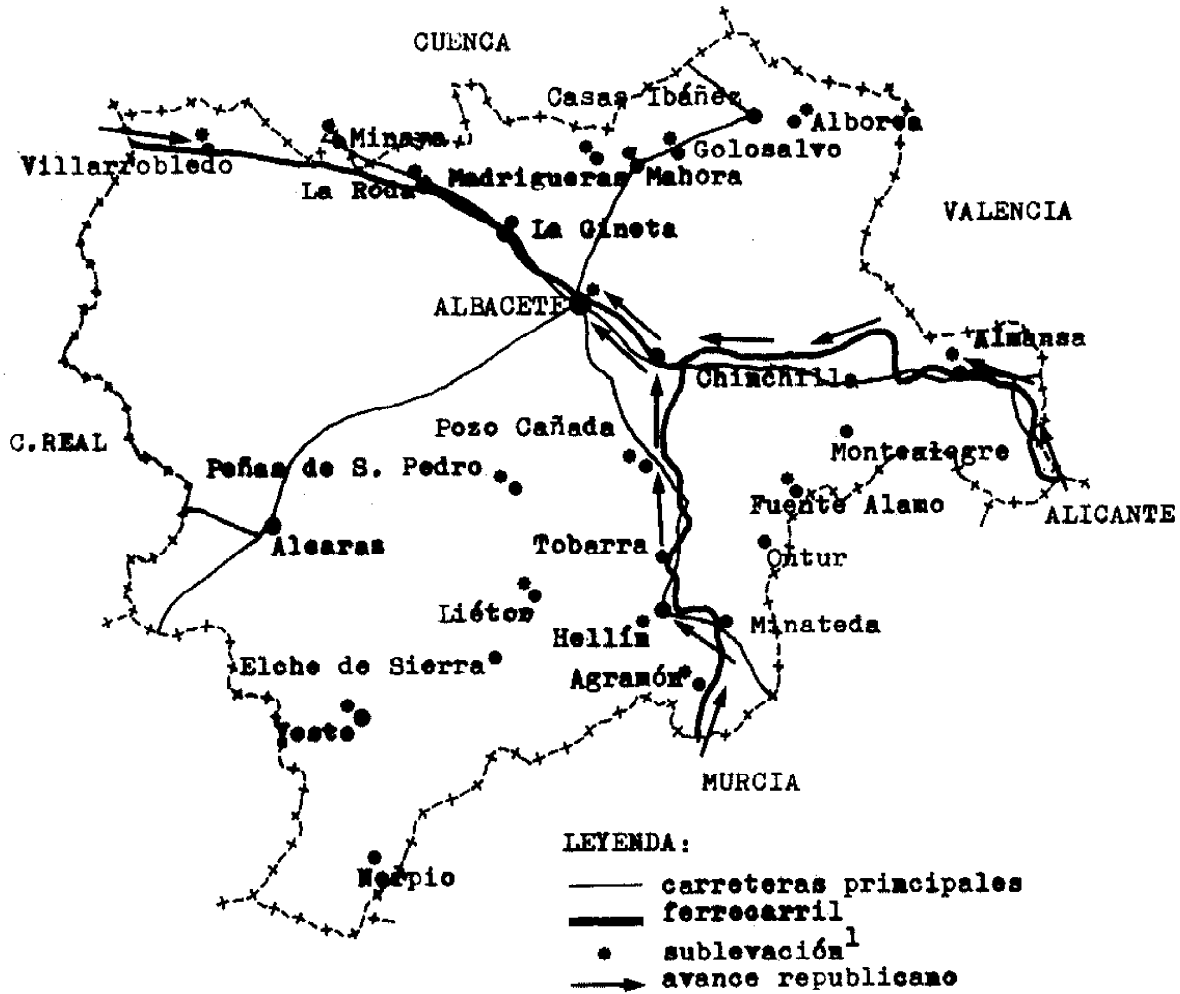 CUENCA
Casas Ibáñez
Alborea
Minaya
Golosalvo
Villarrobledo
La Roda
Madrigueras
Mahora
VALENCIA
La Gineta
ALBACETE
Almansa
Chinchilla
Pozo Cañada
C.REAL
Montealegre
Peñas de S. Pedro
Fuente Alamo
ALICANTE
Alcaraz
Tobarra
Ontur
Liétor
Hellín
Minateda
Elche de Sierra
Agramón
Yeste
MURCIA
Nerpio
LEYENDA:
carreteras principales
ferrocarril
sublevación1
avance republicano